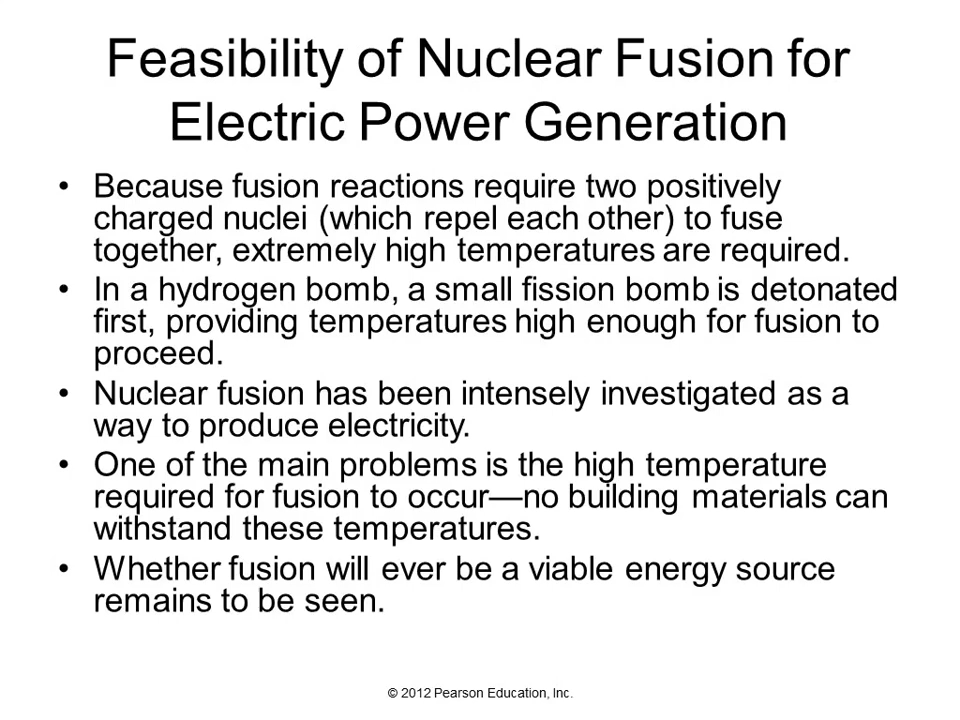 Feasibility of Nuclear Fusion for
Electric Power Generation
• Because fusion reactions require two positively
charged nuclei (which repel each other) to fuse
together, extremely high temperatures are required.
• In a hydrogen bomb, a small fission bomb is detonated
first, providing temperatures high enough for fusion to
proceed.
• Nuclear fusion has been intensely investigated as a
way to produce electricity.
• One of the main problems is the high temperature
required for fusion to occur—no building materials can
withstand these temperatures.
• Whether fusion will ever be a viable energy source
remains to be seen.
© 2012 Pearson Education, Inc.